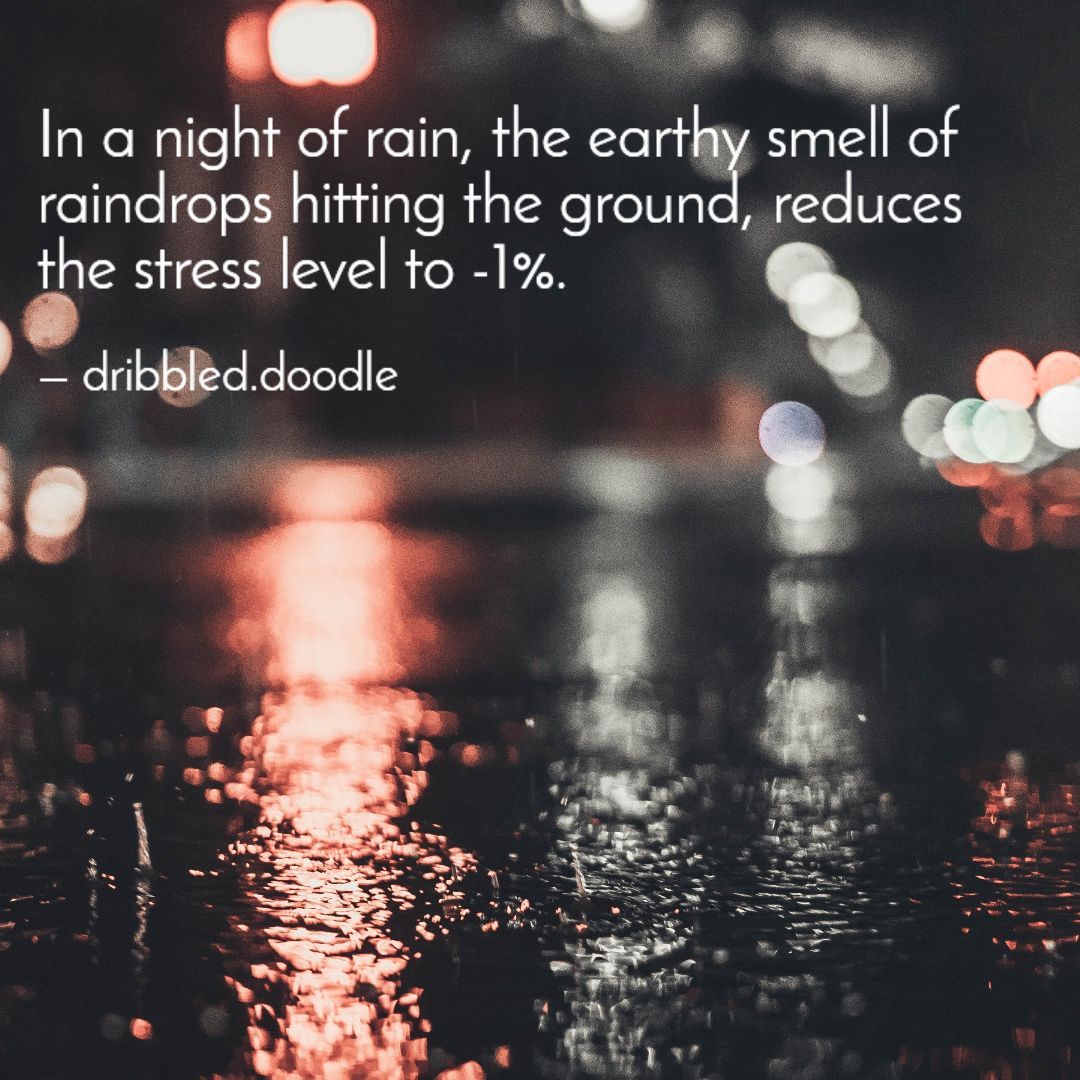 In a night of rain, the earthy smell of
raindrops hitting the ground, reduces
the stress level to -1%.
– dribbled.doodle